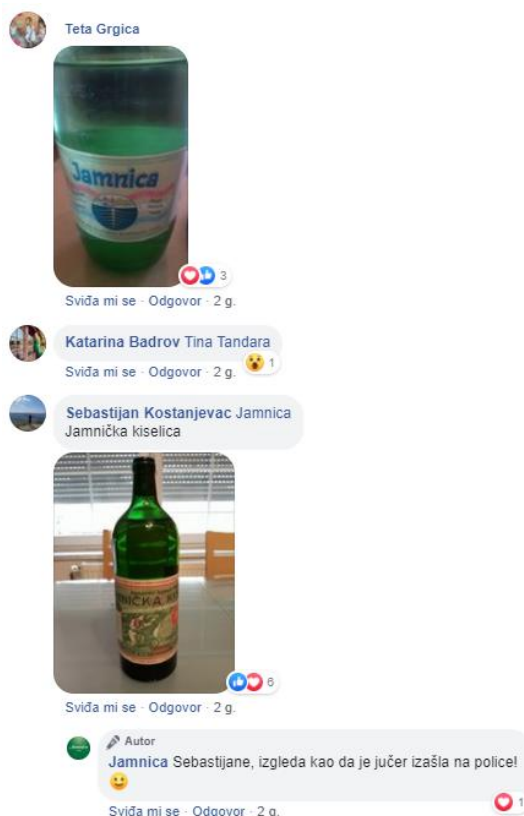 Teta Grgica
Jamnica
3
Sviđa mi se · Odgovor · 2 g.
Katarina Badrov Tina Tandara
1
Sviđa mi se · Odgovor · 2 g.
Sebastijan Kostanjevac Jamnica
Jamnička kiselica
NIČKA
6
Sviđa mi se · Odgovor · 2 g.
Autor
Jamnica Sebastijane, izgleda kao da je jučer izašla na police!
1
Sviđa mi se · Odgovor · 2 g.